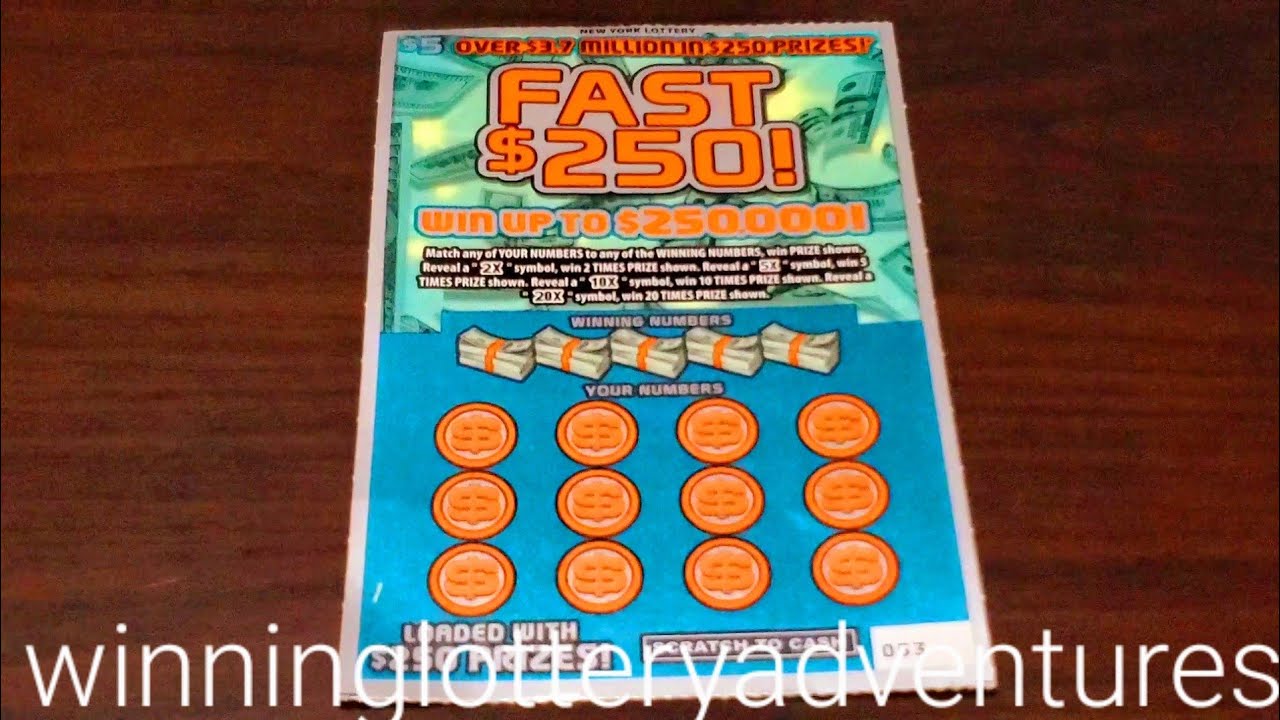 NEW YORK LOTTERY
$5 OVER $3.7 MILLION IN $250 PRIZES!
FAST
$250!
WIN UP TO $250,000!
Match any of YOUR NUMBERS to any of the WINNING NUMBERS, win PRIZE shown.
Reveal a " 2X " symbol, win 2 TIMES PRIZE shown. Reveal a " 5X " symbol, win 5
TIMES PRIZE shown. Reveal a " 10X " symbol, win 10 TIMES PRIZE shown. Reveal a
" 20X " symbol, win 20 TIMES PRIZE shown.
WINNING NUMBERS
YOUR NUMBERS
$ $ $ $
$ $ $ $
$ $ $ $
LOADED WITH
$250 PRIZES!
SCRATCH TO CASH
053
winninglotteryadventures